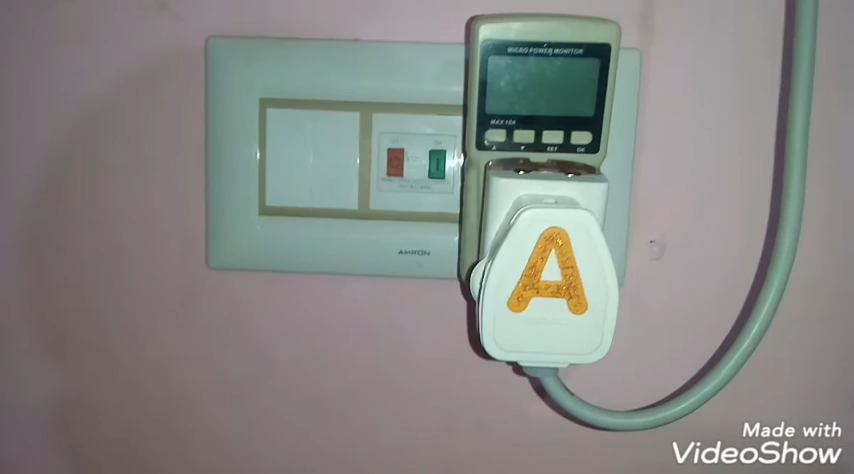 MICRO POWER MONITOR
MAX 16A
SET
OK
AMRON
A
Made with
VideoShow